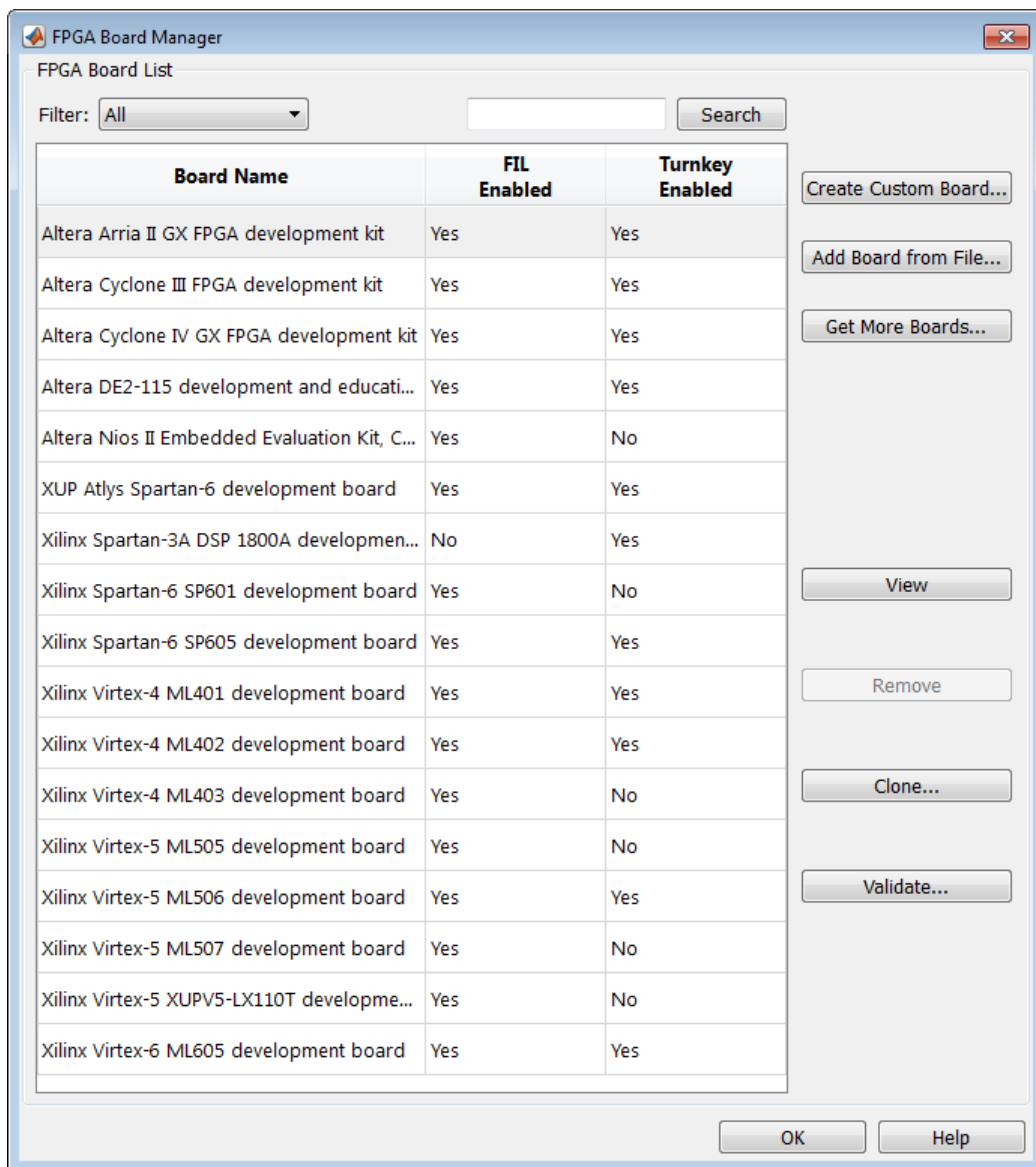 FPGA Board Manager
FPGA Board List
Filter: All Search
Board Name FIL Enabled Turnkey Enabled
Altera Arria II GX FPGA development kit Yes Yes
Altera Cyclone III FPGA development kit Yes Yes
Altera Cyclone IV GX FPGA development kit Yes Yes
Altera DE2-115 development and educati... Yes Yes
Altera Nios II Embedded Evaluation Kit, C... Yes No
XUP Atlys Spartan-6 development board Yes Yes
Xilinx Spartan-3A DSP 1800A developmen... No Yes
Xilinx Spartan-6 SP601 development board Yes No
Xilinx Spartan-6 SP605 development board Yes Yes
Xilinx Virtex-4 ML401 development board Yes Yes
Xilinx Virtex-4 ML402 development board Yes Yes
Xilinx Virtex-4 ML403 development board Yes No
Xilinx Virtex-5 ML505 development board Yes No
Xilinx Virtex-5 ML506 development board Yes Yes
Xilinx Virtex-5 ML507 development board Yes No
Xilinx Virtex-5 XUPV5-LX110T developme... Yes No
Xilinx Virtex-6 ML605 development board Yes Yes
Create Custom Board...
Add Board from File...
Get More Boards...
View
Remove
Clone...
Validate...
OK Help